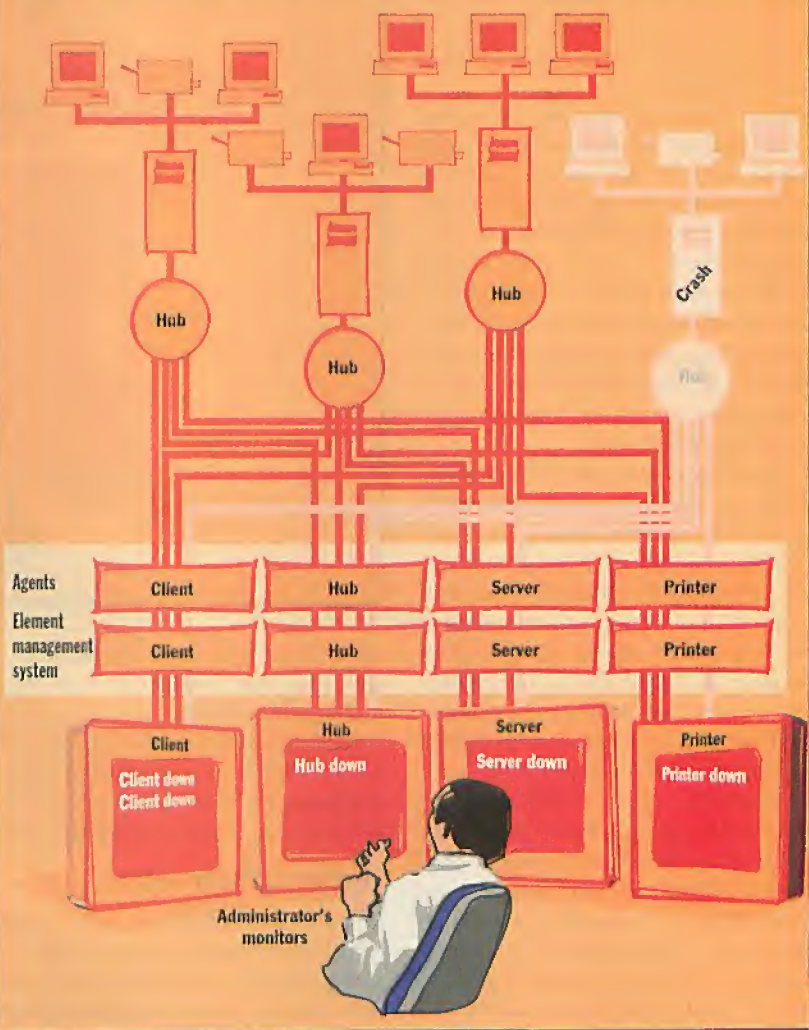 Crash
Hub
Hub
Hub
Hub
Agents
Client
Hub
Server
Printer
Element
management
system
Client
Hub
Server
Printer
Client
Client down
Client down
Hub
Hub down
Server
Server down
Printer
Printer down
Administrator's
monitors